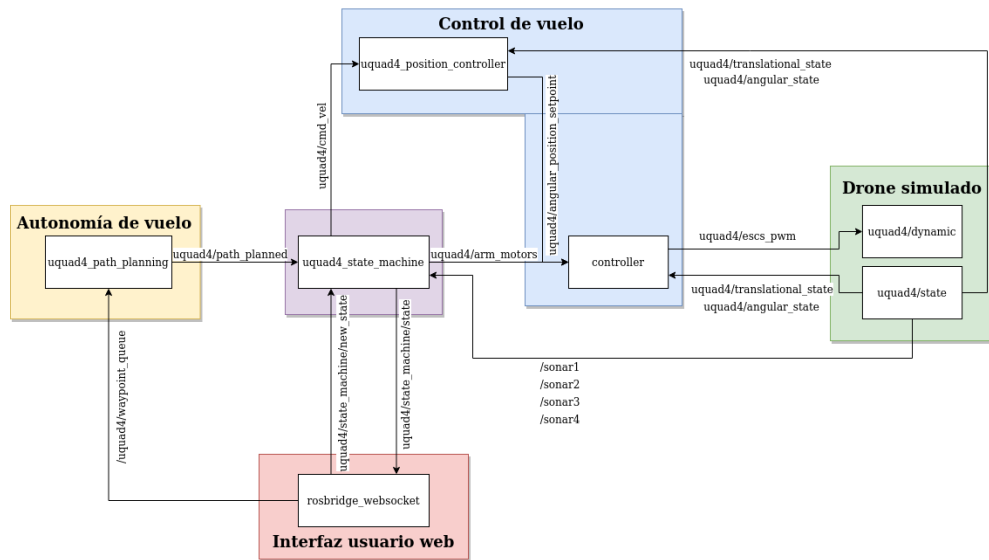 Control de vuelo
uquad4_position_controller
uquad4/translational_state
uquad4/angular_state
uquad4/cmd_vel
uquad4/angular_position_setpoint
Drone simulado
Autonomía de vuelo
uquad4/dynamic
uquad4/escs_pwm
uquad4_path_planning
uquad4/path_planned
uquad4_state_machine
uquad4/arm_motors
controller
uquad4/translational_state
uquad4/angular_state
uquad4/state
/uquad4/waypoint_queue
uquad4/state_machine/new_state
uquad4/state_machine/state
/sonar1
/sonar2
/sonar3
/sonar4
rosbridge_websocket
Interfaz usuario web